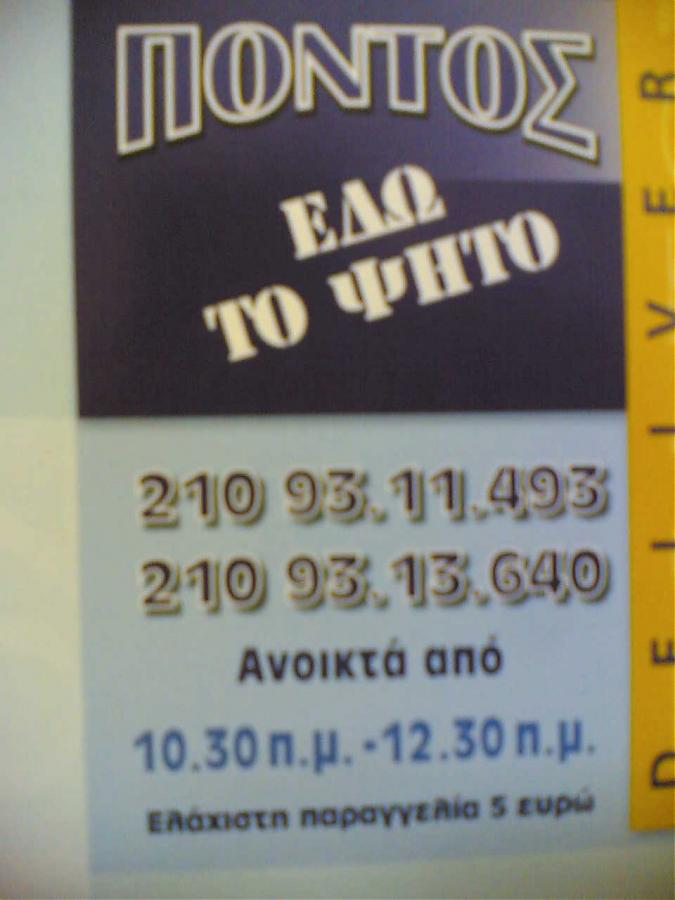 ΠΟΝΤΟΣ
ΕΔΩ
ΤΟ ΨΗΤΟ
210 93.11.493
210 93.13.640
Ανοικτά από
10.30 π.μ. - 12.30 π.μ.
Ελάχιστη παραγγελία 5 ευρώ
DELIVER